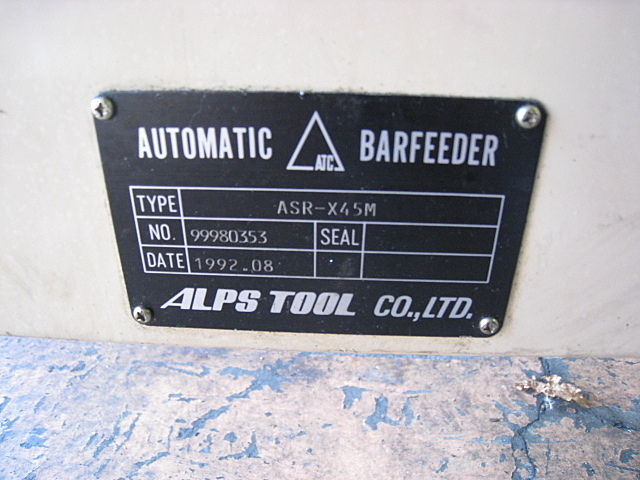 AUTOMATIC ATC BARFEEDER
TYPE ASR-X45M
NO. 99980353 SEAL
DATE 1992.08
ALPS TOOL CO.,LTD.